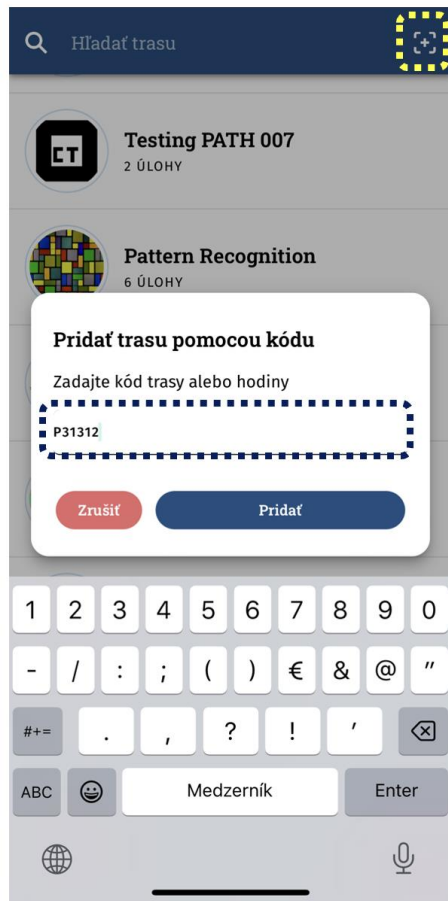 Hľadať trasu
CT
Testing PATH 007
2 ÚLOHY
Pattern Recognition
6 ÚLOHY
Pridať trasu pomocou kódu
Zadajte kód trasy alebo hodiny
P31312
Zrušiť Pridať
1 2 3 4 5 6 7 8 9 0
- / : ; ( ) € & @ "
#+= . , ? ! '
ABC Medzerník Enter